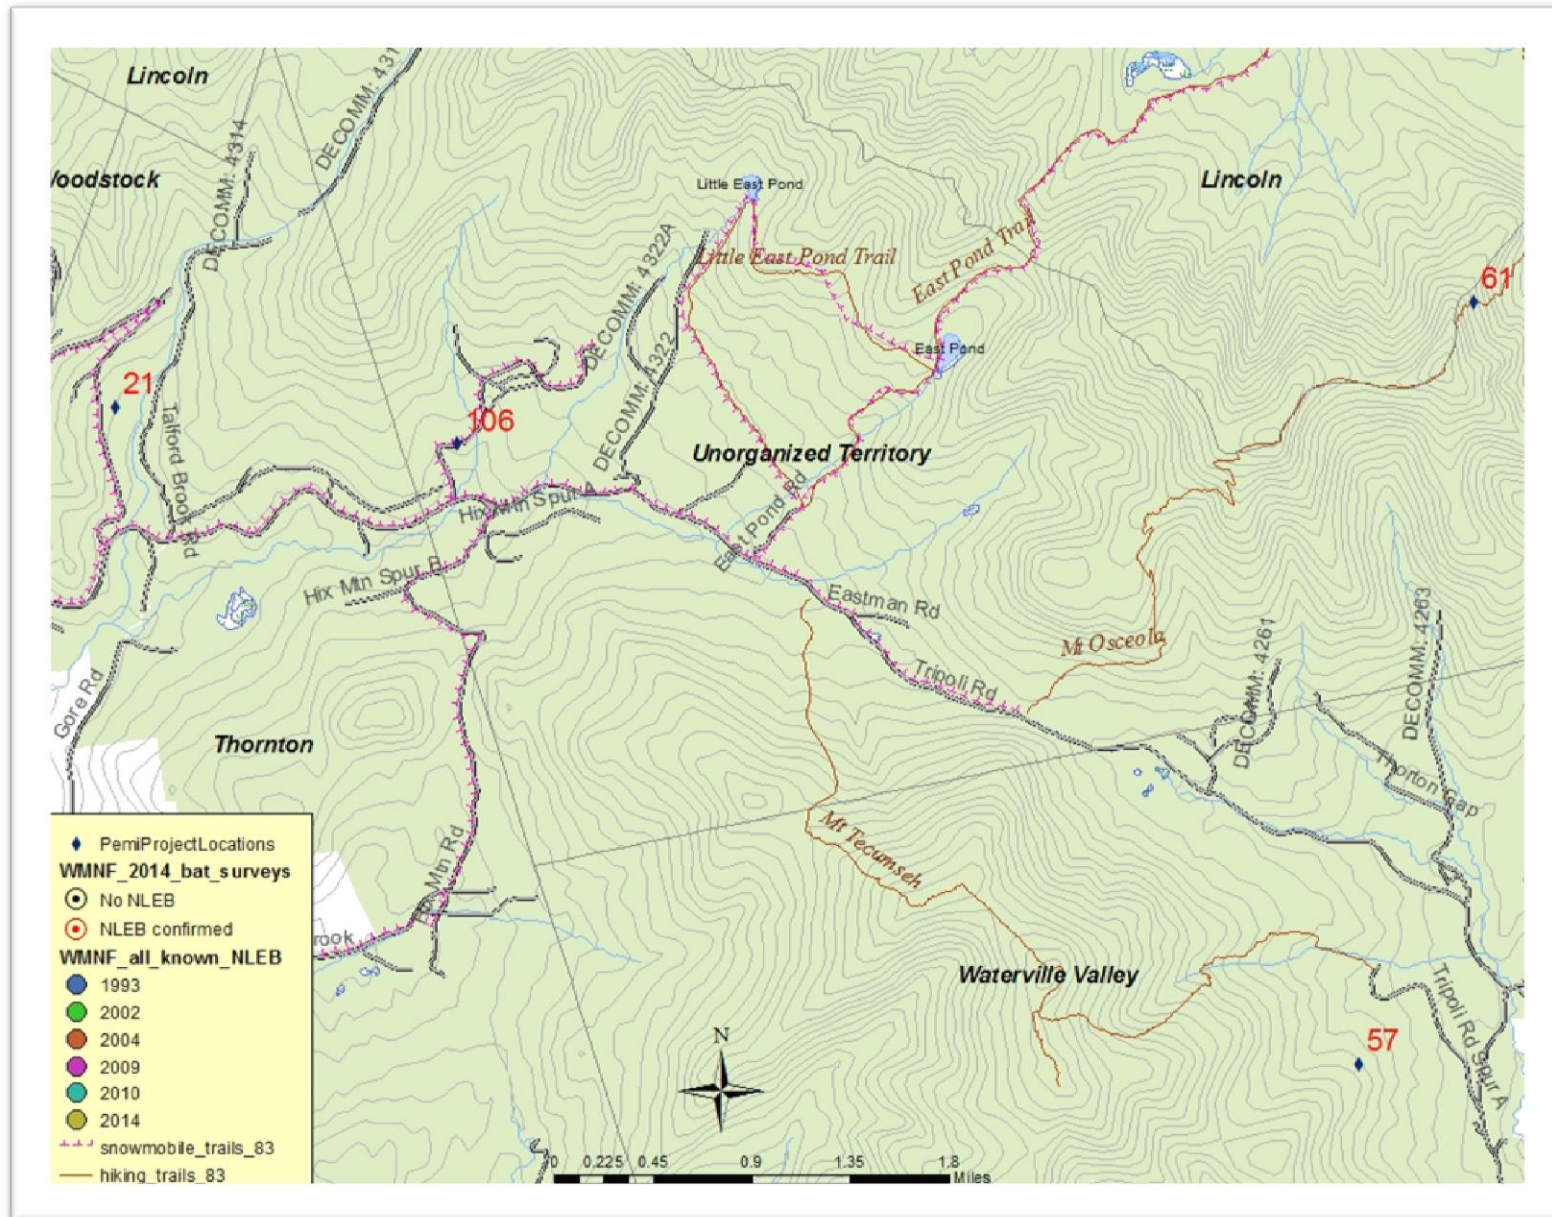 Lincoln
DECOMM: 431
DECOMM: 4314
/oodstock
Little East Pond
Lincoln
DECOMM: 4322A
Little East Pond Trail
East Pond Trail
61
East Pond
21
106
DECOMM: 4322
Talford Brook Rd
Unorganized Territory
Hix Mtn Spur A
East Pond Rd
Hix Mtn Spur B
Eastman Rd
Mt Osceola
DECOMM: 4261
DECOMM: 4263
Gore Rd
Tripoli Rd
Thornton
Thorton Gap
Mt Tecumseh
Mtn Rd
rook
Waterville Valley
Tripoli Rd Spur A
57
PemiProjectLocations
WMNF_2014_bat_surveys
No NLEB
NLEB confirmed
WMNF_all_known_NLEB
1993
2002
2004
2009
2010
2014
snowmobile_trails_83
hiking_trails_83
N
0 0.225 0.45 0.9 1.35 1.8
Miles